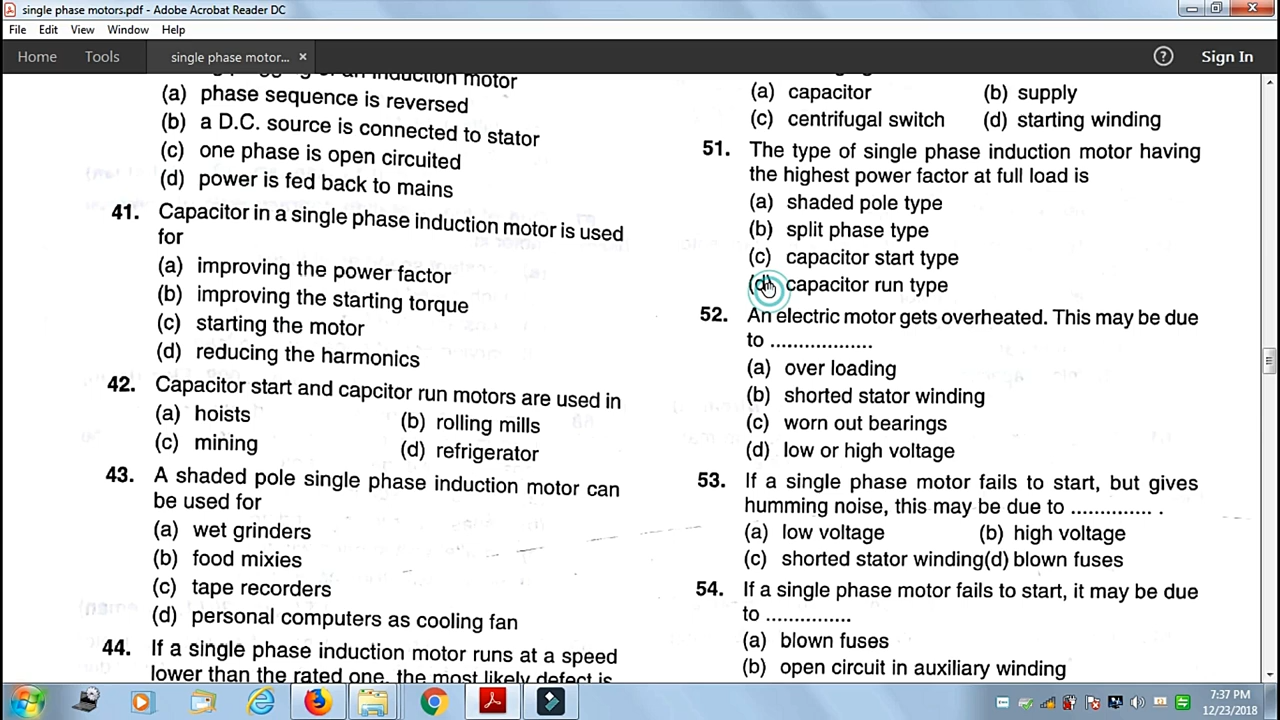 single phase motors.pdf - Adobe Acrobat Reader DC
File Edit View Window Help
Home Tools single phase motor... × ? Sign In
induction motor
(a) phase sequence is reversed
(b) a D.C. source is connected to stator
(c) one phase is open circuited
(d) power is fed back to mains
41. Capacitor in a single phase induction motor is used
for
(a) improving the power factor
(b) improving the starting torque
(c) starting the motor
(d) reducing the harmonics
42. Capacitor start and capcitor run motors are used in
(a) hoists (b) rolling mills
(c) mining (d) refrigerator
43. A shaded pole single phase induction motor can
be used for
(a) wet grinders
(b) food mixies
(c) tape recorders
(d) personal computers as cooling fan
44. If a single phase induction motor runs at a speed
lower than the rated one, the most likely defect is
(a) capacitor (b) supply
(c) centrifugal switch (d) starting winding
51. The type of single phase induction motor having
the highest power factor at full load is
(a) shaded pole type
(b) split phase type
(c) capacitor start type
(d) capacitor run type
52. An electric motor gets overheated. This may be due
to ..................
(a) over loading
(b) shorted stator winding
(c) worn out bearings
(d) low or high voltage
53. If a single phase motor fails to start, but gives
humming noise, this may be due to .............. .
(a) low voltage (b) high voltage
(c) shorted stator winding(d) blown fuses
54. If a single phase motor fails to start, it may be due
to ...............
(a) blown fuses
(b) open circuit in auxiliary winding
7:37 PM
12/23/2018